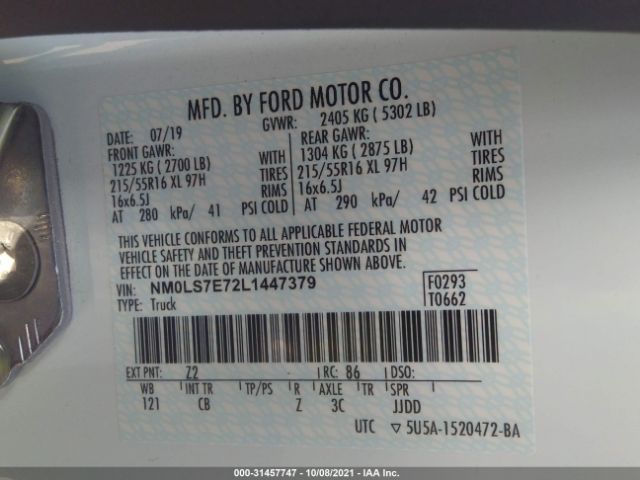 MFD. BY FORD MOTOR CO.
DATE: 07/19 GVWR: 2405 KG ( 5302 LB)
FRONT GAWR: REAR GAWR:
1225 KG ( 2700 LB) WITH 1304 KG ( 2875 LB) WITH
215/55R16 XL 97H TIRES 215/55R16 XL 97H TIRES
16x6.5J RIMS 16x6.5J RIMS
AT 280 kPa/ 41 PSI COLD AT 290 kPa/ 42 PSI COLD
THIS VEHICLE CONFORMS TO ALL APPLICABLE FEDERAL MOTOR
VEHICLE SAFETY AND THEFT PREVENTION STANDARDS IN
EFFECT ON THE DATE OF MANUFACTURE SHOWN ABOVE.
VIN: NM0LS7E72L1447379 F0293
TYPE: Truck T0662
EXT PNT: Z2 RC: 86 DSO:
WB INT TR TP/PS R AXLE TR SPR
121 CB Z 3C JJDD
UTC ▽ 5U5A-1520472-BA
000-31457747 - 10/08/2021 - IAA Inc.